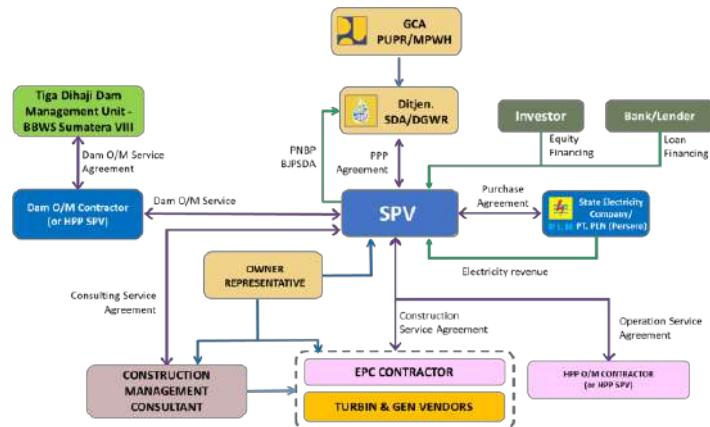 GCA
PUPR/MPWH
Tiga Dihaji Dam
Management Unit -
BBWS Sumatera VIII
Ditjen.
SDA/DGWR
Investor
Bank/Lender
Dam O/M Service
Agreement
PNBP
BJPSDA
PPP
Agreement
Equity
Financing
Loan
Financing
Dam O/M Contractor
(or HPP SPV)
Dam O/M Service
SPV
Purchase
Agreement
State Electricity
Company/
PT. PLN (Persero)
PLN
Electricity revenue
OWNER
REPRESENTATIVE
Consulting Service
Agreement
Construction
Service Agreement
Operation Service
Agreement
CONSTRUCTION
MANAGEMENT
CONSULTANT
EPC CONTRACTOR
TURBIN & GEN VENDORS
HPP O/M CONTRACTOR
(or HPP SPV)